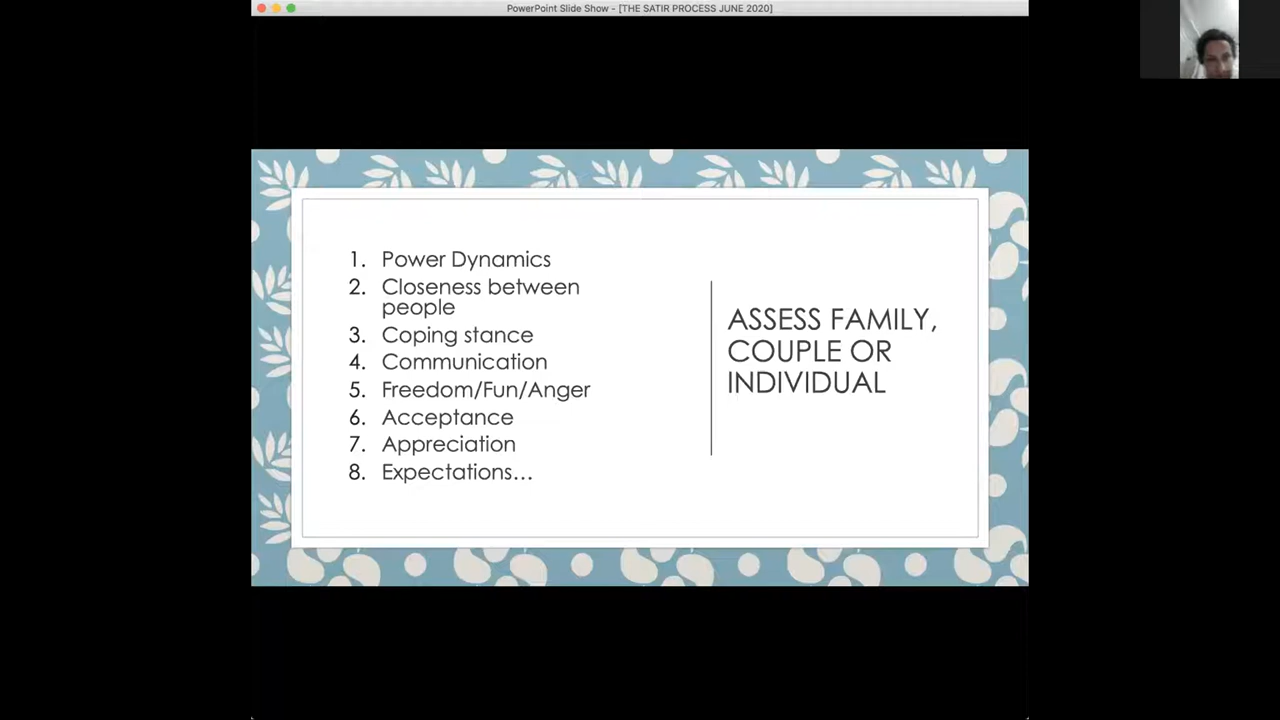 PowerPoint Slide Show - [THE SATIR PROCESS JUNE 2020]
1. Power Dynamics
2. Closeness between
people
3. Coping stance
4. Communication
5. Freedom/Fun/Anger
6. Acceptance
7. Appreciation
8. Expectations…
ASSESS FAMILY,
COUPLE OR
INDIVIDUAL